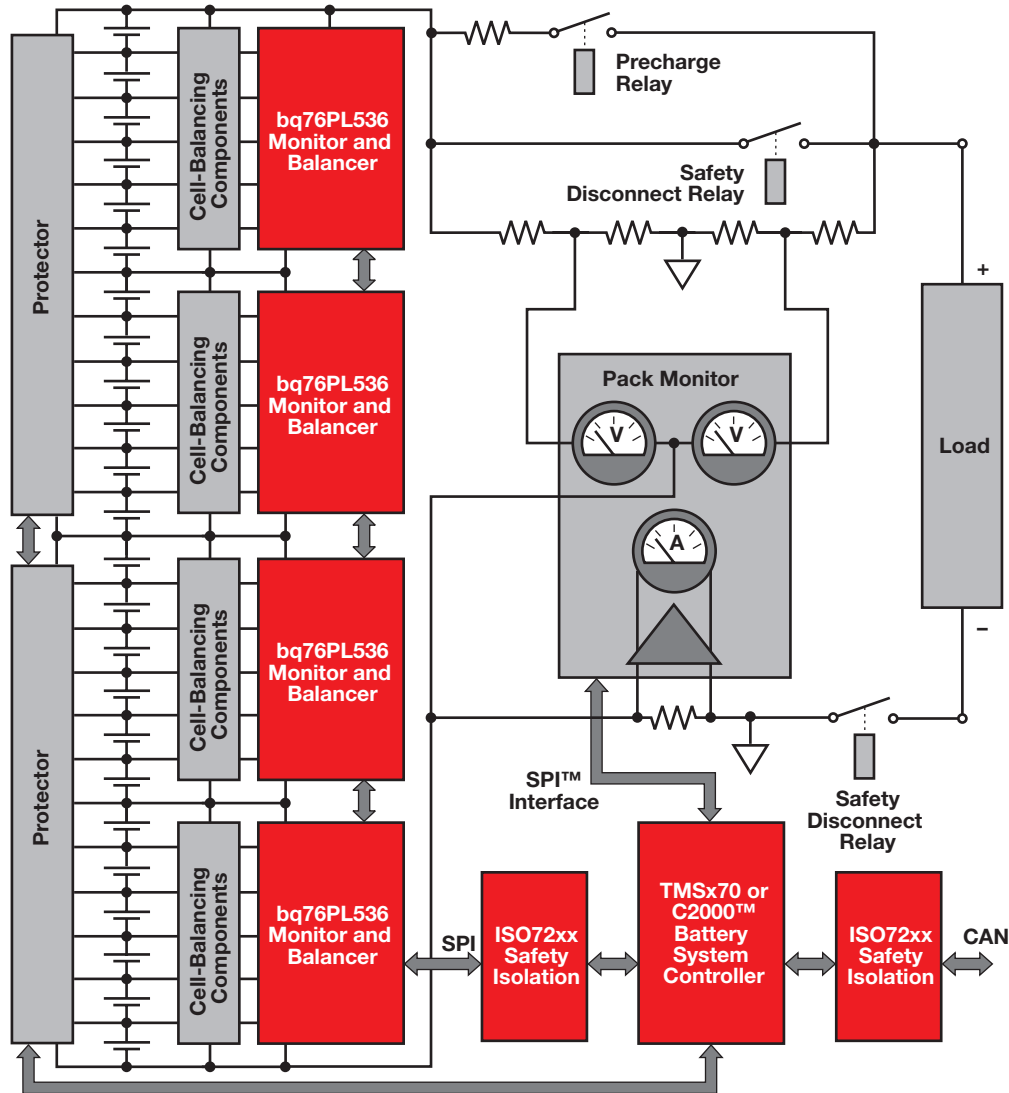 Protector
Cell-Balancing
Components
bq76PL536
Monitor and
Balancer
Precharge
Relay
Safety
Disconnect Relay
Cell-Balancing
Components
bq76PL536
Monitor and
Balancer
Pack Monitor
V
V
A
+
Load
–
Protector
Cell-Balancing
Components
bq76PL536
Monitor and
Balancer
SPI™
Interface
Safety
Disconnect
Relay
Cell-Balancing
Components
bq76PL536
Monitor and
Balancer
SPI
ISO72xx
Safety
Isolation
TMSx70 or
C2000™
Battery
System
Controller
ISO72xx
Safety
Isolation
CAN